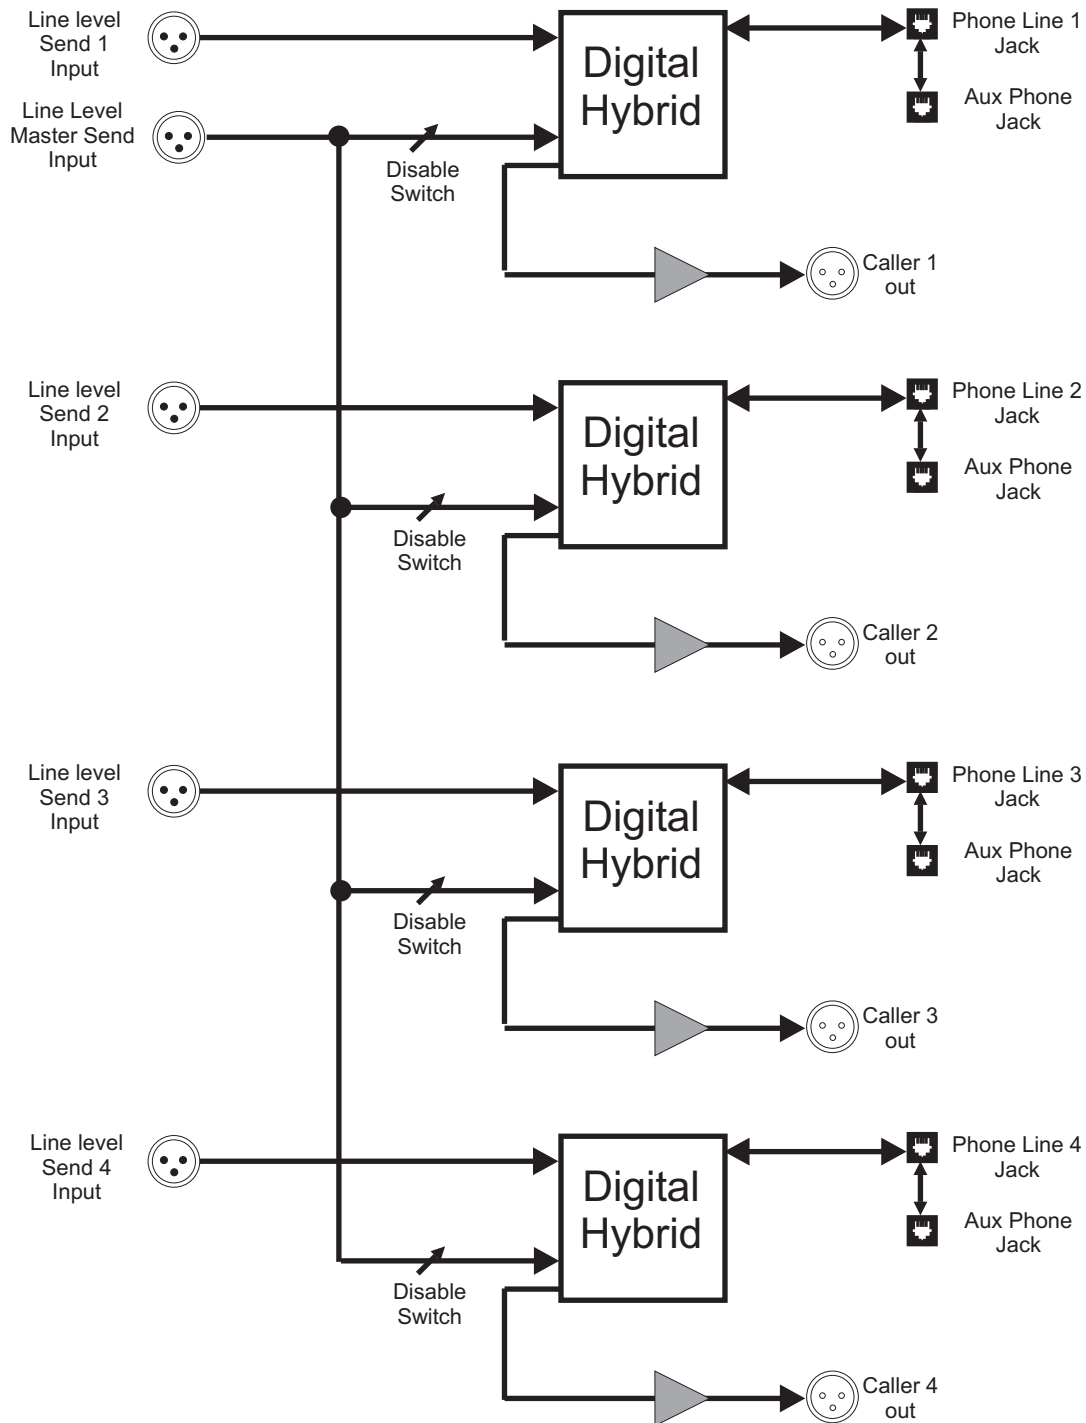 Line level
Send 1
Input
Digital
Hybrid
Phone Line 1
Jack
Aux Phone
Jack
Line Level
Master Send
Input
Disable
Switch
Caller 1
out
Line level
Send 2
Input
Digital
Hybrid
Phone Line 2
Jack
Aux Phone
Jack
Disable
Switch
Caller 2
out
Line level
Send 3
Input
Digital
Hybrid
Phone Line 3
Jack
Aux Phone
Jack
Disable
Switch
Caller 3
out
Line level
Send 4
Input
Digital
Hybrid
Phone Line 4
Jack
Aux Phone
Jack
Disable
Switch
Caller 4
out